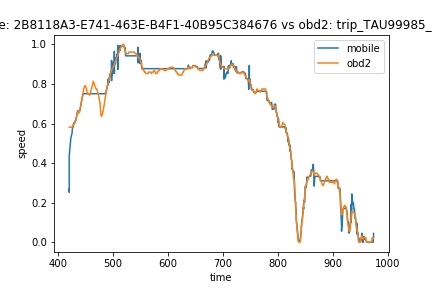 e: 2B8118A3-E741-463E-B4F1-40B95C384676 vs obd2: trip_TAU99985_
mobile
obd2
1.0
0.8
0.6
0.4
0.2
0.0
speed
400 500 600 700 800 900 1000
time